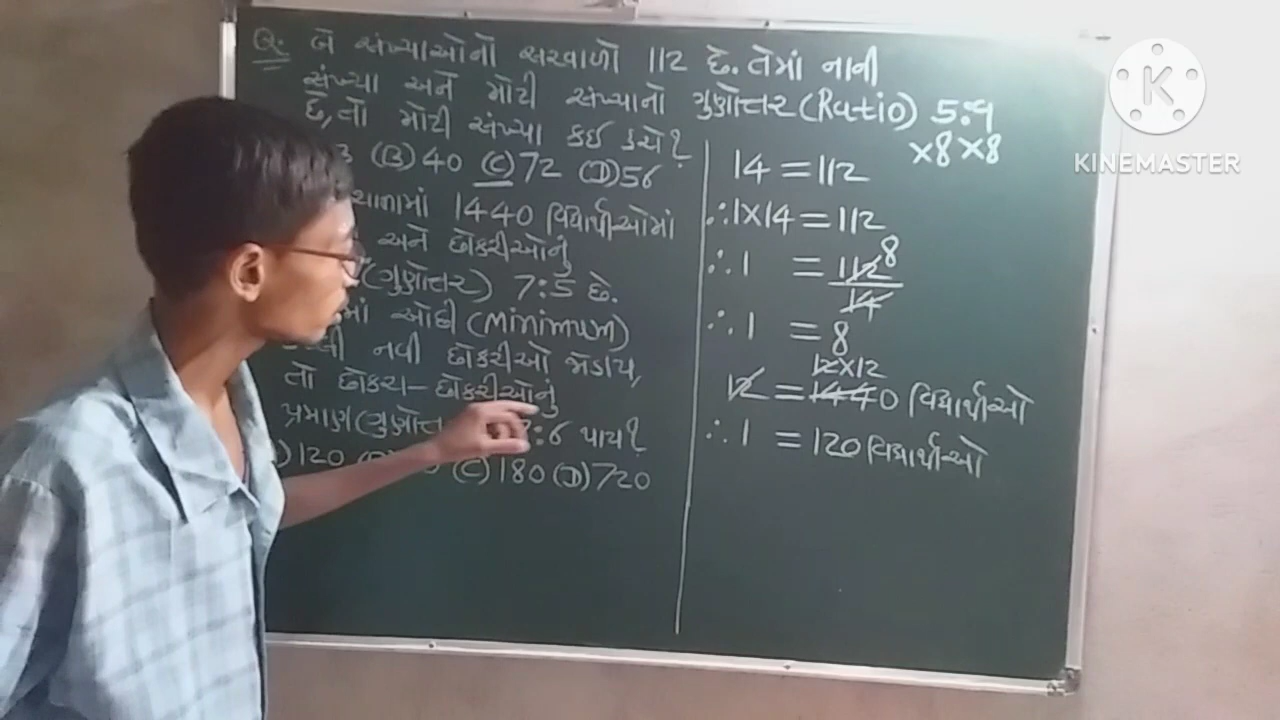 Q: બે સંખ્યાઓનો સરવાળો 112 છે. તેમાં નાની
સંખ્યા અને મોટી સંખ્યાનો ગુણોત્તર (Ratio) 5:9
છે, તો મોટી સંખ્યા કઈ હશે?
×8 ×8
(B) 40 (C) 72 (D) 56
1440 વિદ્યાર્થીઓમાં
અને છોકરીઓનું
(ગુણોત્તર) 7:5 છે.
ઓછી (Minimum)
નવી છોકરીઓ જોડાય,
તો છોકરા-છોકરીઓનું
પ્રમાણ (ગુણોત્ત :6 થાય?
)120 (C) 180 (D) 720
14 = 112
∴ 1×14 = 112
∴ 1 = 112 8
14
∴ 1 = 8
12×12
12 = 1440 વિદ્યાર્થીઓ
∴ 1 = 120 વિદ્યાર્થીઓ
K
KINEMASTER